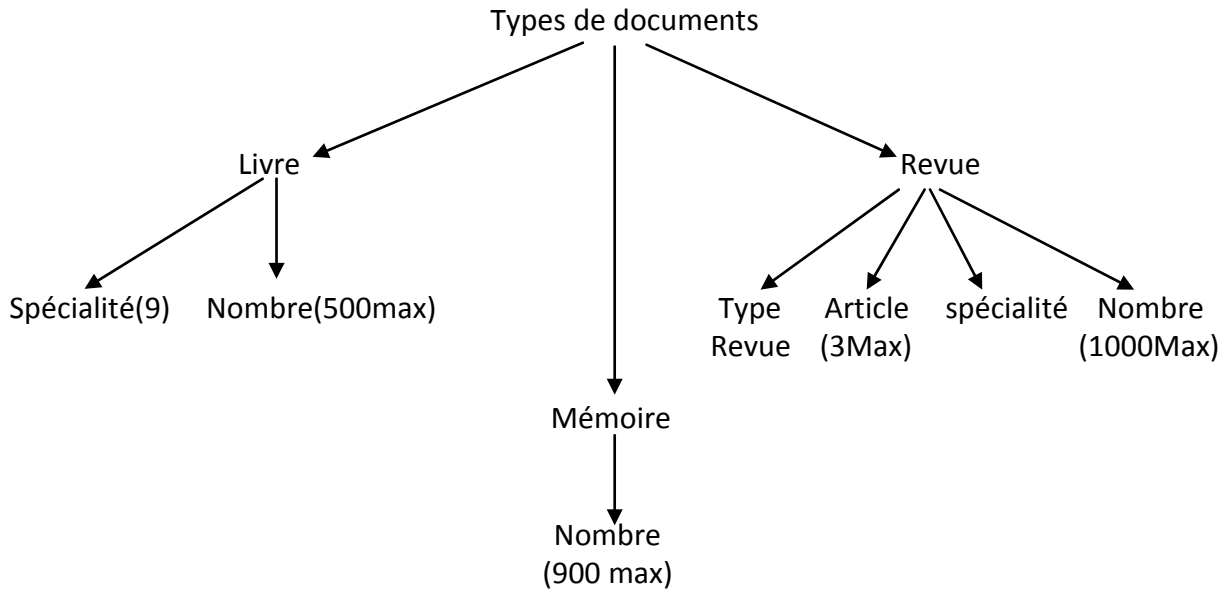 Types de documents
Livre
Revue
Spécialité(9)
Nombre(500max)
Type
Revue
Article
(3Max)
spécialité
Nombre
(1000Max)
Mémoire
Nombre
(900 max)